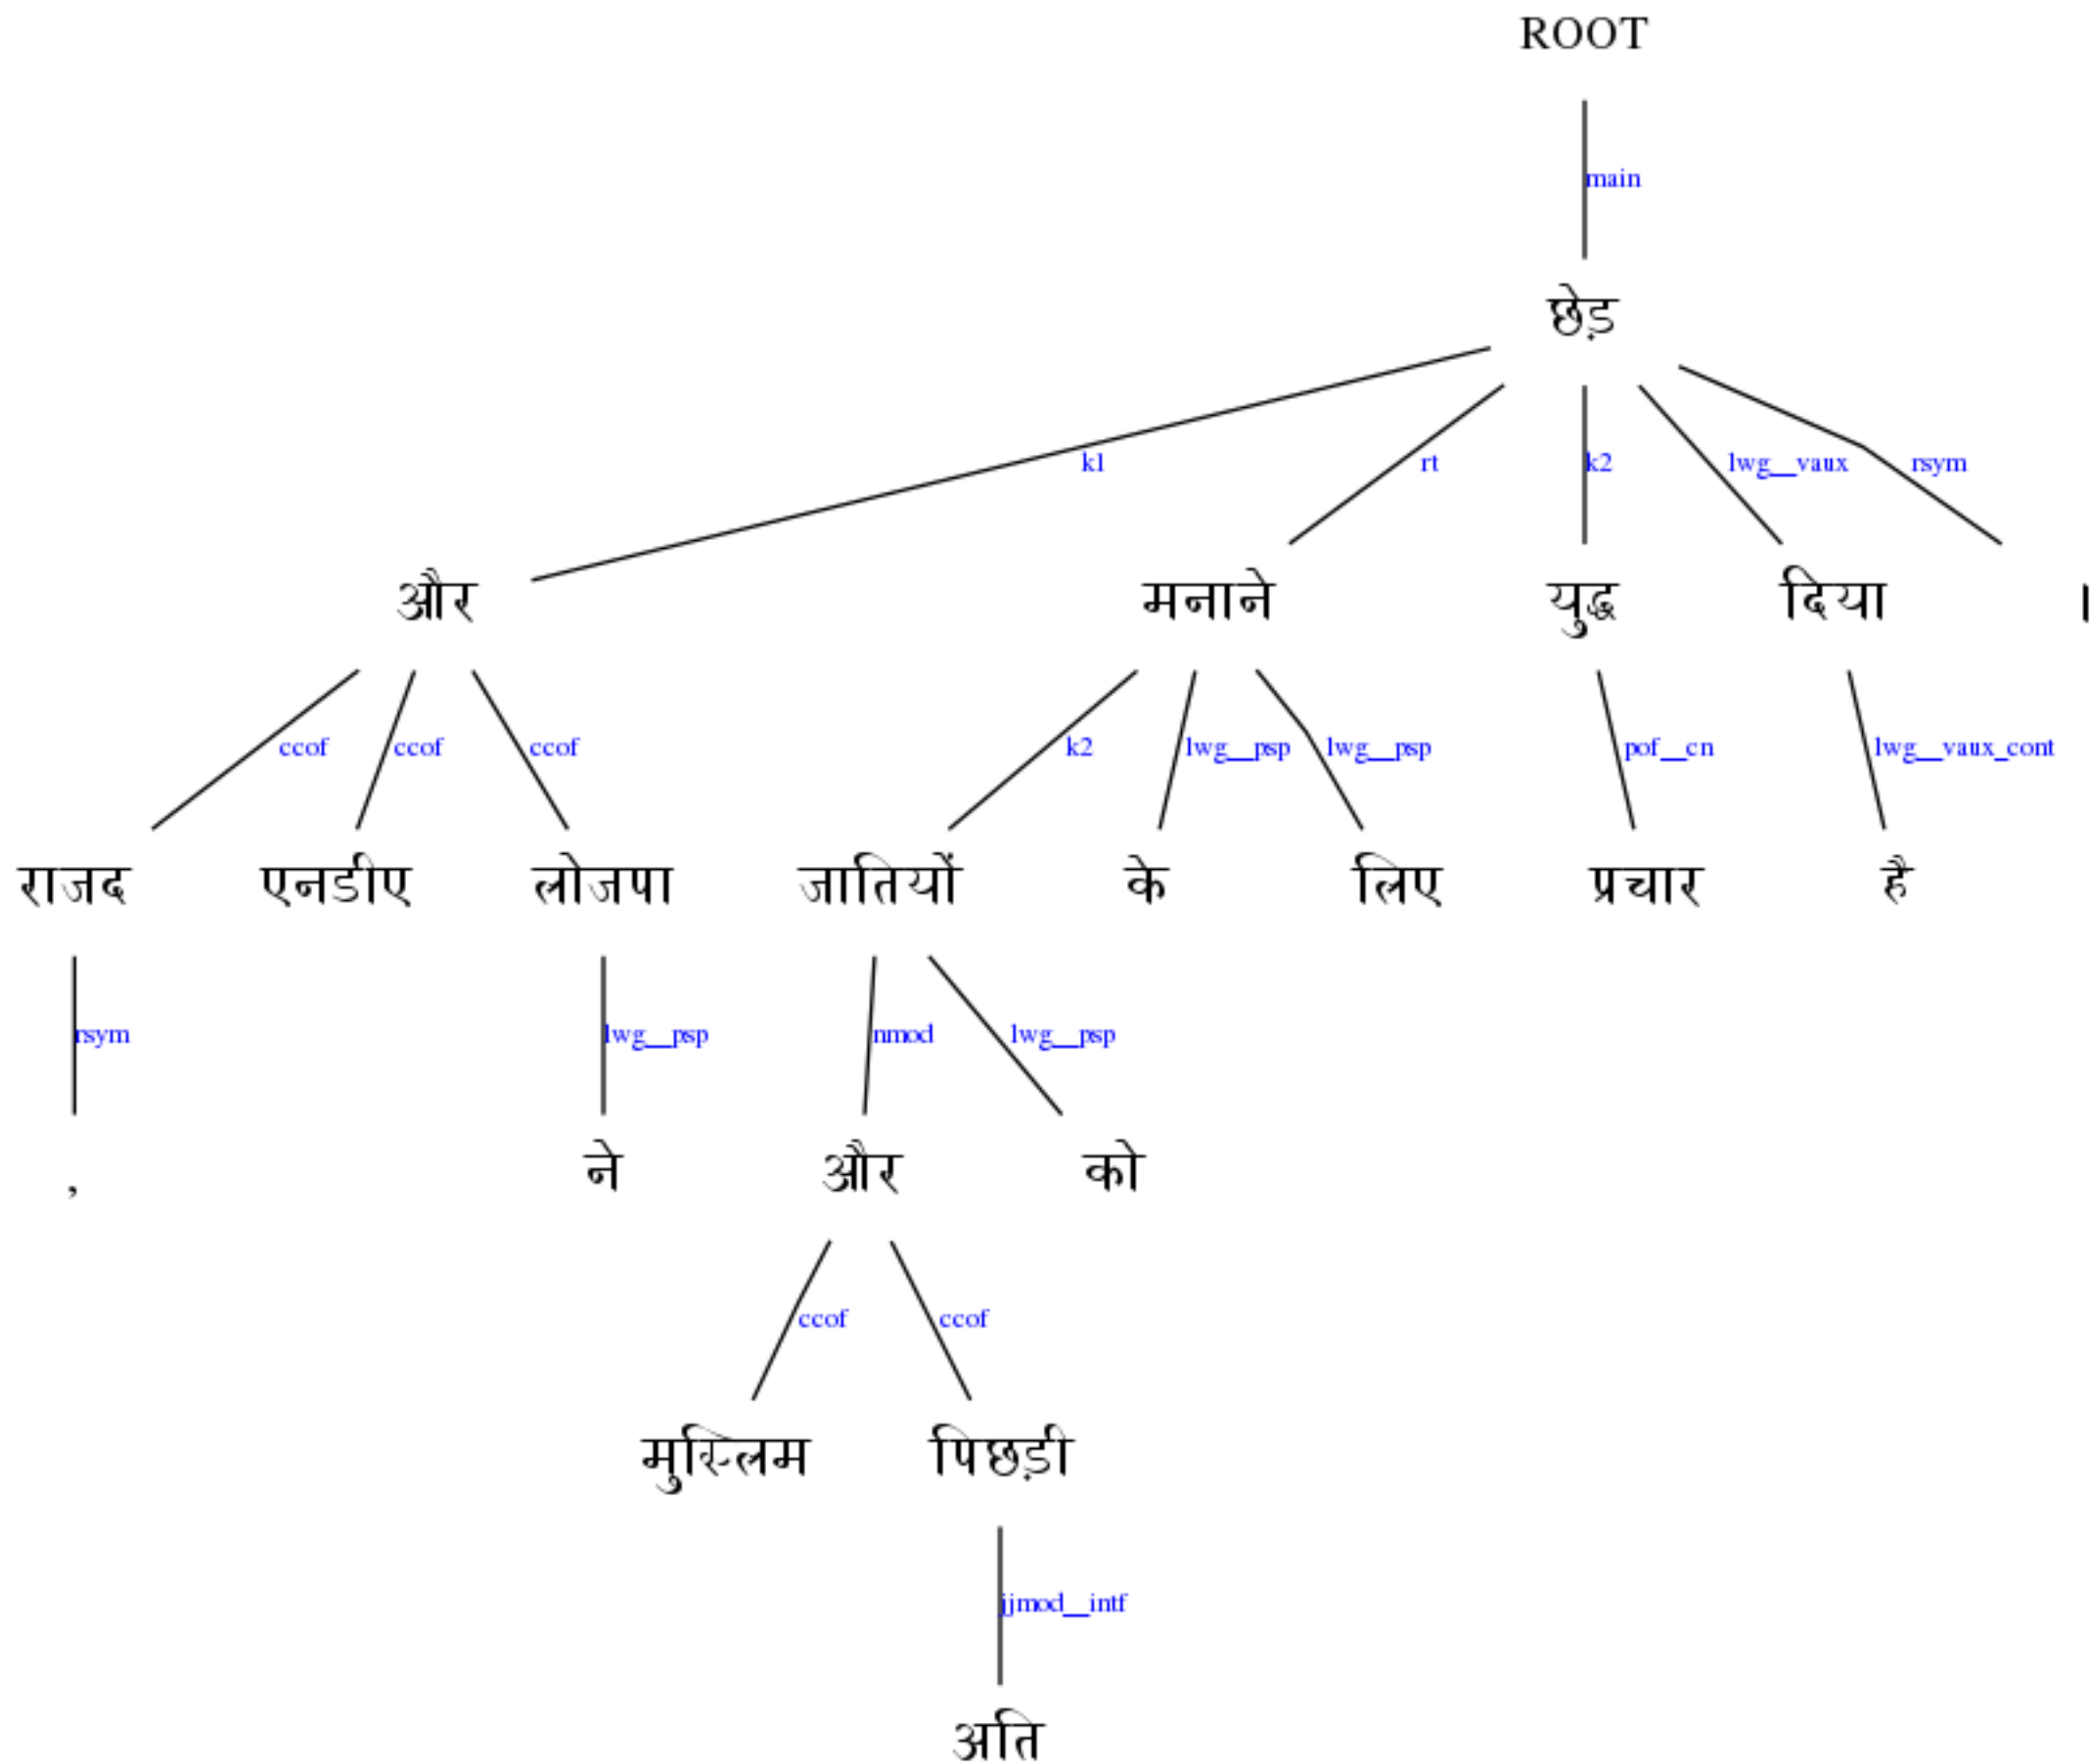 ROOT
main
छेड़
k1 rt k2 lwg__vaux rsym
और मनाने युद्ध दिया ।
ccof ccof ccof k2 lwg__psp lwg__psp pof__cn lwg__vaux_cont
राजद एनडीए लोजपा जातियों के लिए प्रचार है
rsym lwg__psp nmod lwg__psp
, ने और को
ccof ccof
मुस्लिम पिछड़ी
jjmod__intf
अति